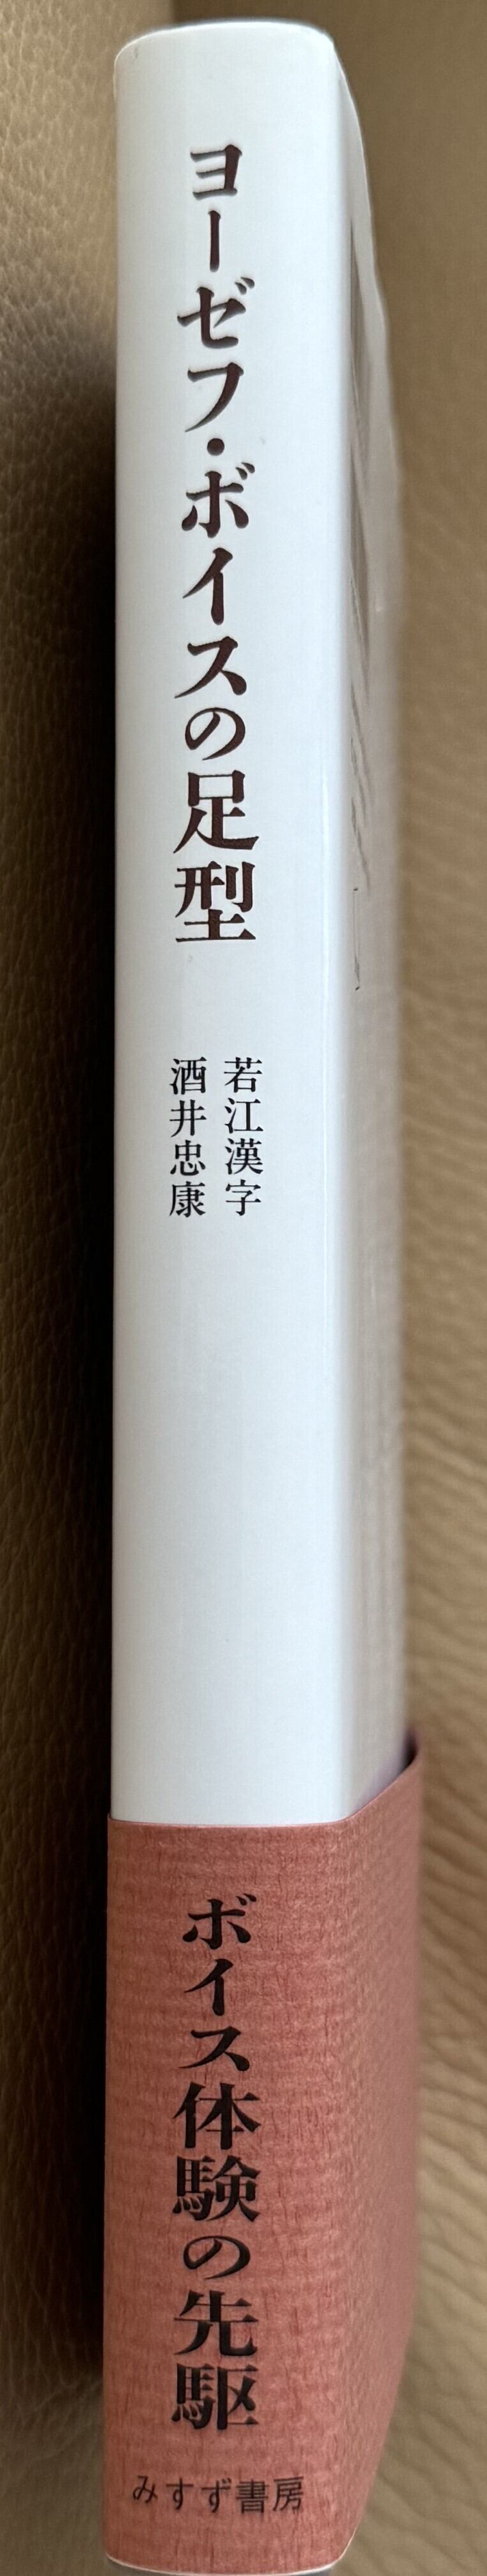 ヨーゼフ・ボイスの足型
若江漢字
酒井忠康
ボイス体験の先駆
みすず書房